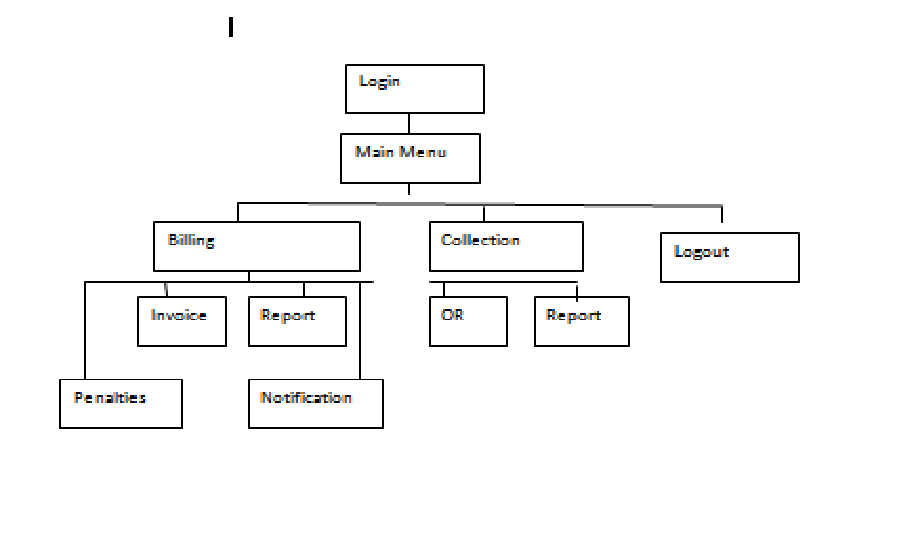 Login
Main Menu
Billing
Collection
Logout
Invoice
Report
OR
Report
Penalties
Notification